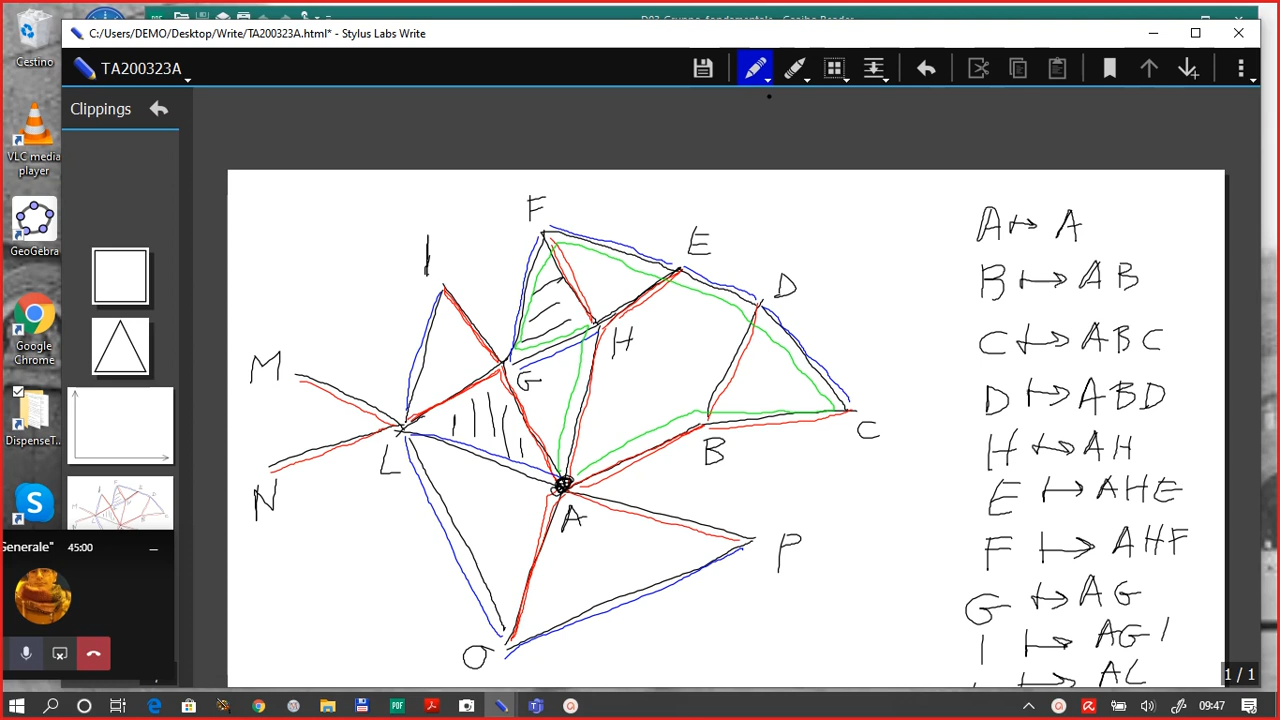 Cestino
C:/Users/DEMO/Desktop/Write/TA200323A.html* - Stylus Labs Write
TA200323A
Clippings
VLC media
player
GeoGebra
Google
Chrome
DispenseT...
Skype
Generale"
45:00
F
E
I
D
H
M
G
C
B
L
N
A
P
O
A ↦ A
B ↦ AB
C ↦ ABC
D ↦ ABD
H ↦ AH
E ↦ AHE
F ↦ AHF
G ↦ AG
I ↦ AGI
AL
1 / 1
09:47